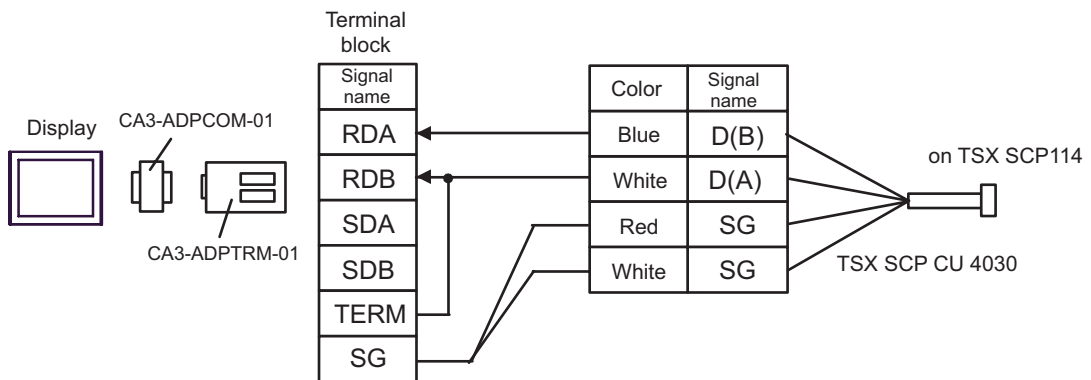 Terminal
block
Signal
name
RDA
RDB
SDA
SDB
TERM
SG
Display
CA3-ADPCOM-01
CA3-ADPTRM-01
Color
Signal
name
Blue
D(B)
White
D(A)
Red
SG
White
SG
on TSX SCP114
TSX SCP CU 4030